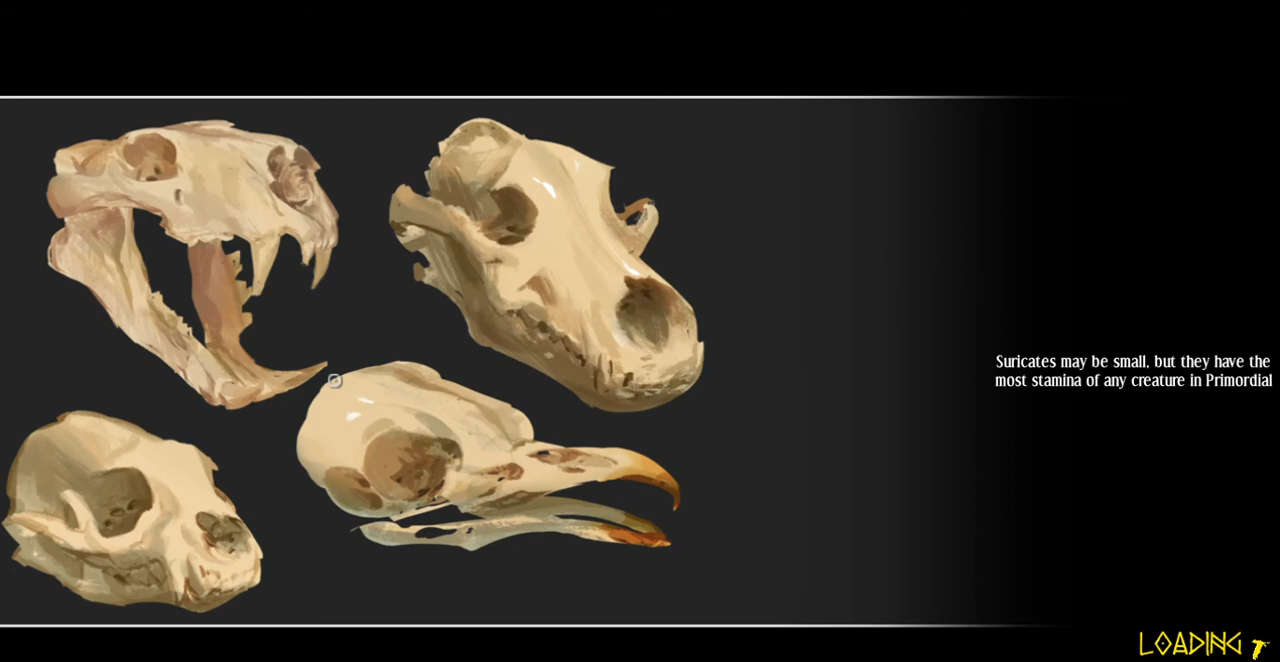 Suricates may be small, but they have the
most stamina of any creature in Primordial
LOADING